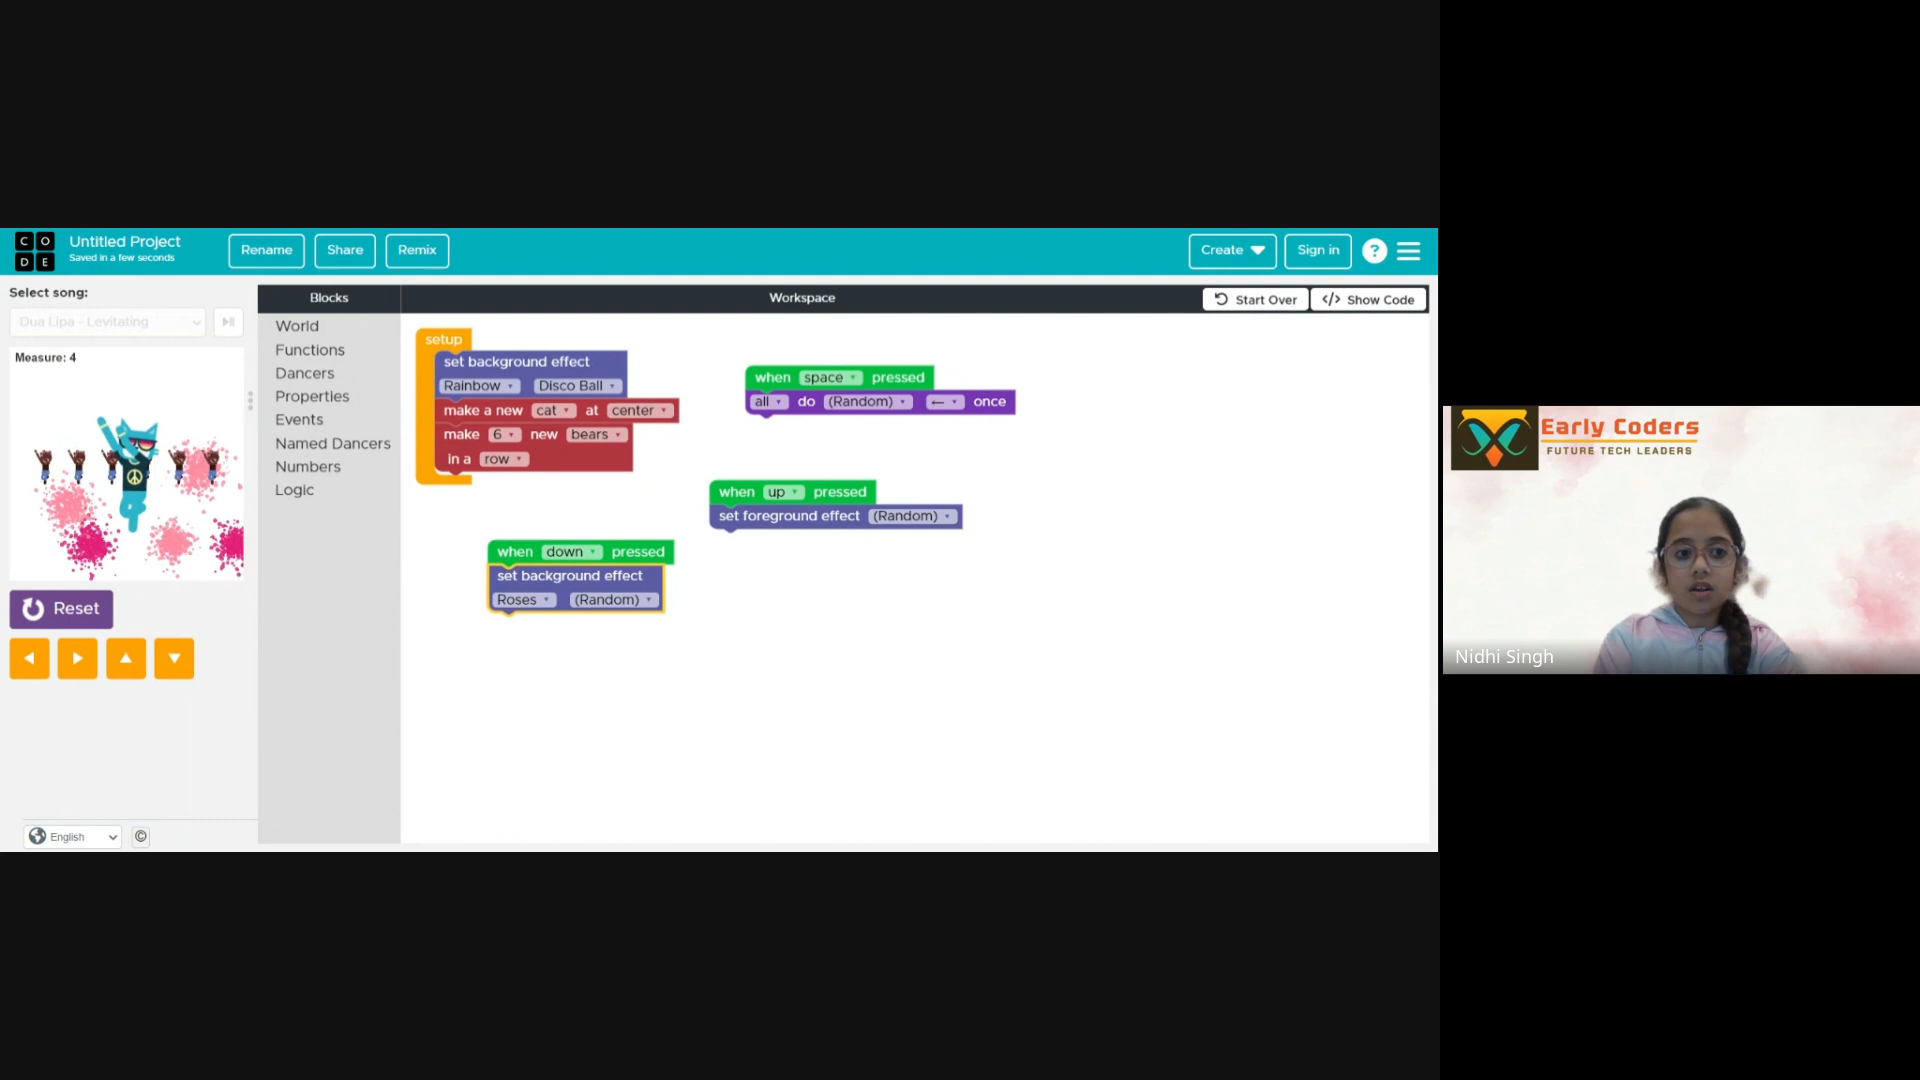 C O
D E
Untitled Project
Saved in a few seconds
Rename
Share
Remix
Create
Sign in
?
Select song:
Dua Lipa - Levitating
Measure: 4
Reset
English
©
Blocks
World
Functions
Dancers
Properties
Events
Named Dancers
Numbers
Logic
Workspace
Start Over
</> Show Code
setup
set background effect
Rainbow Disco Ball
make a new cat at center
make 6 new bears
in a row
when space pressed
all do (Random) ← once
when up pressed
set foreground effect (Random)
when down pressed
set background effect
Roses (Random)
Early Coders
FUTURE TECH LEADERS
Nidhi Singh